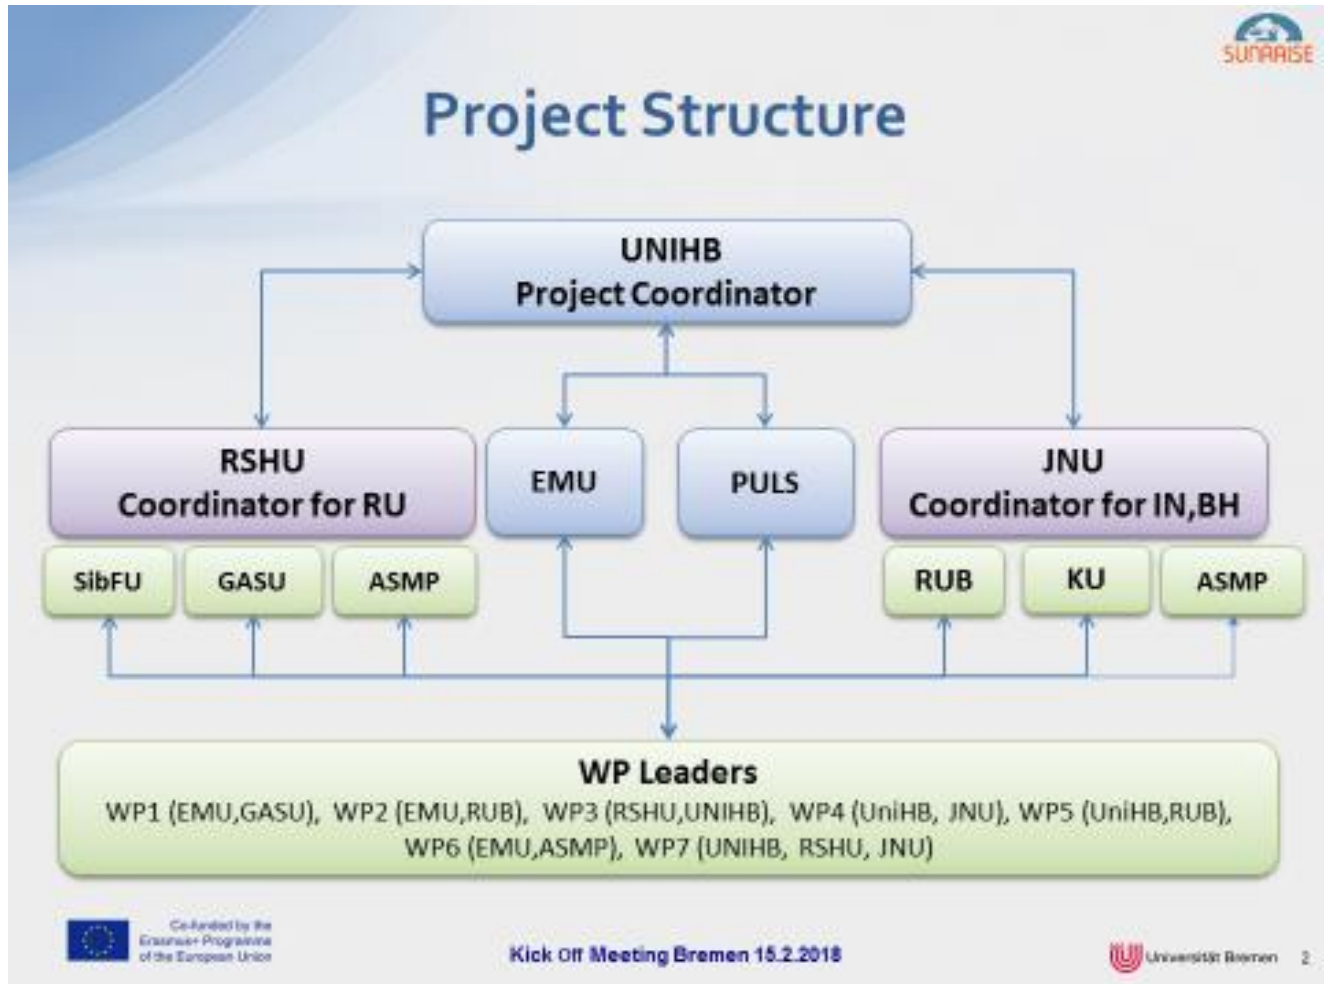 SUNRAISE
Project Structure
UNIHB
Project Coordinator
RSHU
Coordinator for RU
EMU
PULS
JNU
Coordinator for IN,BH
SibFU
GASU
ASMP
RUB
KU
ASMP
WP Leaders
WP1 (EMU,GASU), WP2 (EMU,RUB), WP3 (RSHU,UNIHB), WP4 (UniHB, JNU), WP5 (UniHB,RUB),
WP6 (EMU,ASMP), WP7 (UNIHB, RSHU, JNU)
Co-funded by the
Erasmus+ Programme
of the European Union
Kick Off Meeting Bremen 15.2.2018
Universität Bremen
2